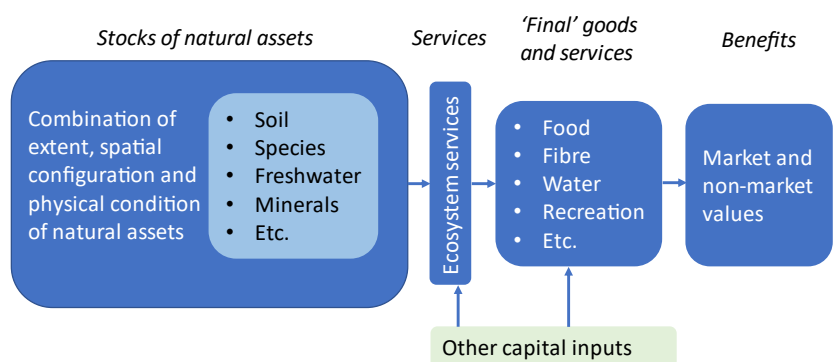 Stocks of natural assets
Services
‘Final’ goods
and services
Benefits
Combination of
extent, spatial
configuration and
physical condition
of natural assets
• Soil
• Species
• Freshwater
• Minerals
• Etc.
Ecosystem services
• Food
• Fibre
• Water
• Recreation
• Etc.
Market and
non-market
values
Other capital inputs